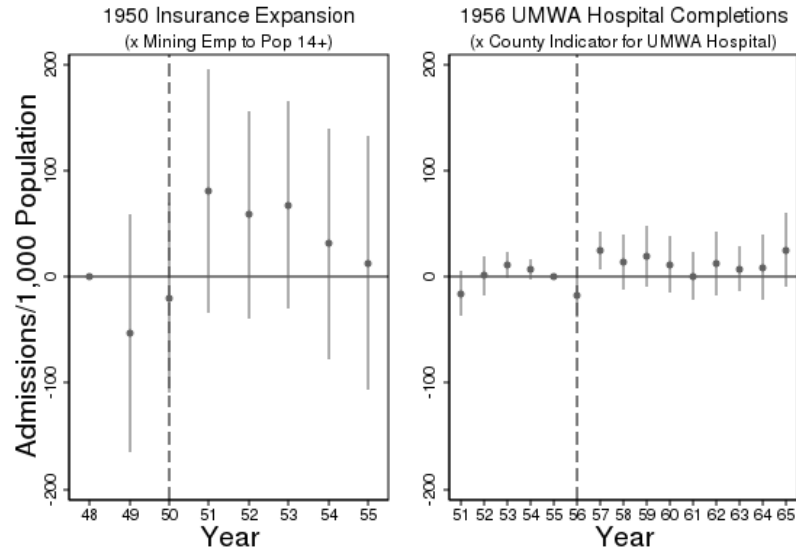 1950 Insurance Expansion
(x Mining Emp to Pop 14+)
1956 UMWA Hospital Completions
(x County Indicator for UMWA Hospital)
Admissions/1,000 Population
200
100
0
-100
-200
48 49 50 51 52 53 54 55
Year
200
100
0
-100
-200
51 52 53 54 55 56 57 58 59 60 61 62 63 64 65
Year